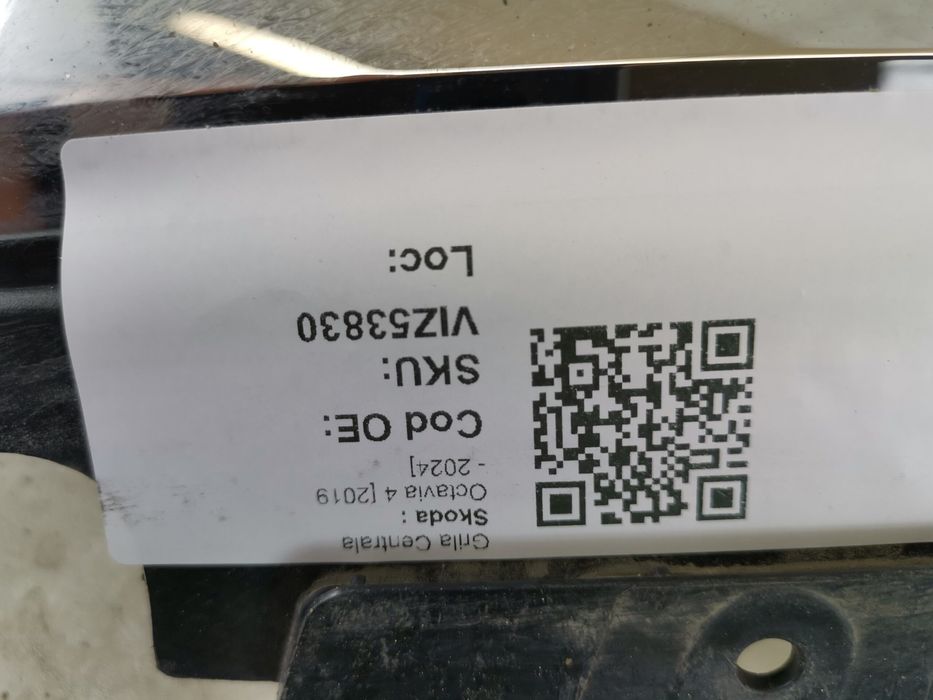 Grila Centrala
Skoda :
Octavia 4 [2019
- 2024]
Cod OE:
SKU:
VIZ53830
Loc: